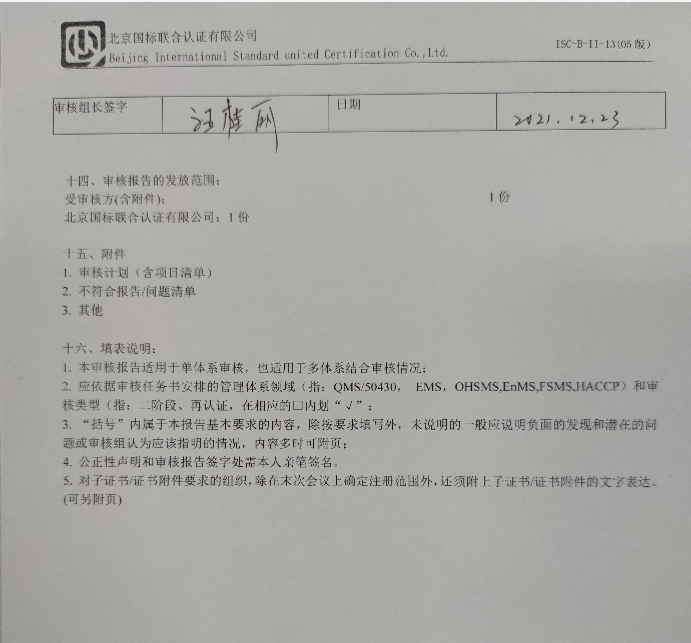 北京国标联合认证有限公司
ISC-B-II-13(05版)
Beijing International Standard united Certification Co.,Ltd.
审核组长签字 汪桂丽 日期 2021.12.23
十四、审核报告的发放范围：
受审核方(含附件)： 1份
北京国标联合认证有限公司：1份
十五、附件
1. 审核计划（含项目清单）
2. 不符合报告/问题清单
3. 其他
十六、填表说明：
1. 本审核报告适用于单体系审核，也适用于多体系结合审核情况；
2. 应依据审核任务书安排的管理体系领域（指：QMS/50430， EMS，OHSMS,EnMS,FSMS,HACCP）和审
核类型（指：二阶段、再认证，在相应的□内划“√”；
3. “括号”内属于本报告基本要求的内容，除按要求填写外，未说明的一般应说明负面的发现和潜在的问
题或审核组认为应该指明的情况，内容多时可附页；
4. 公正性声明和审核报告签字处需本人亲笔签名。
5. 对子证书/证书附件要求的组织，除在末次会议上确定注册范围外，还须附上子证书/证书附件的文字表达。
(可另附页)